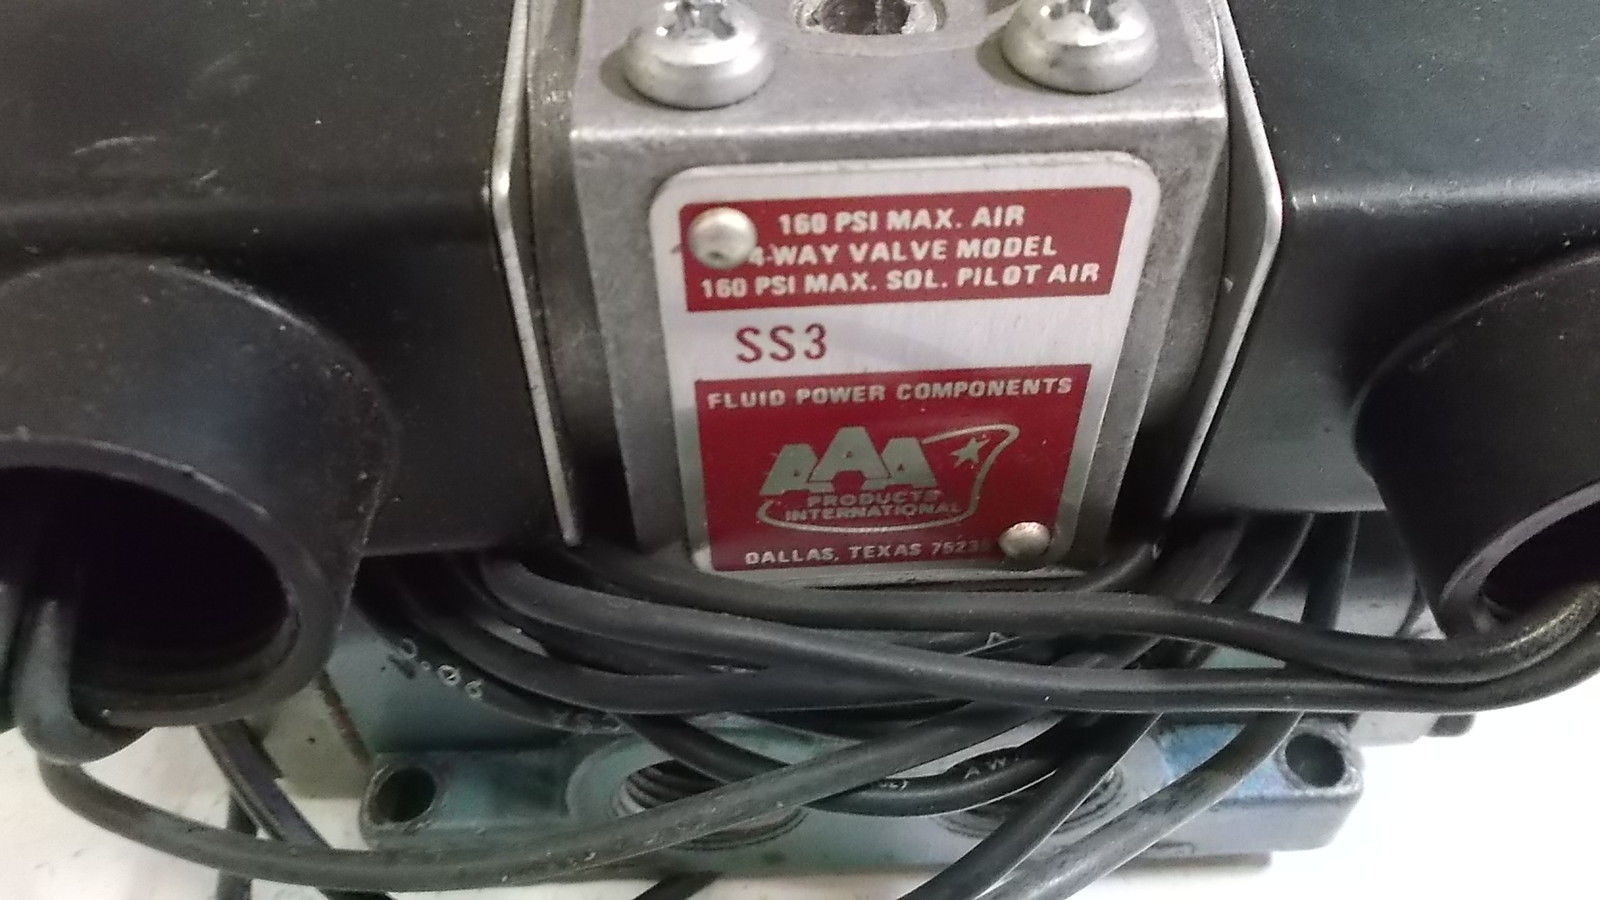 160 PSI MAX. AIR
4-WAY VALVE MODEL
160 PSI MAX. SOL. PILOT AIR
SS3
FLUID POWER COMPONENTS
AAA
PRODUCTS
INTERNATIONAL
DALLAS, TEXAS